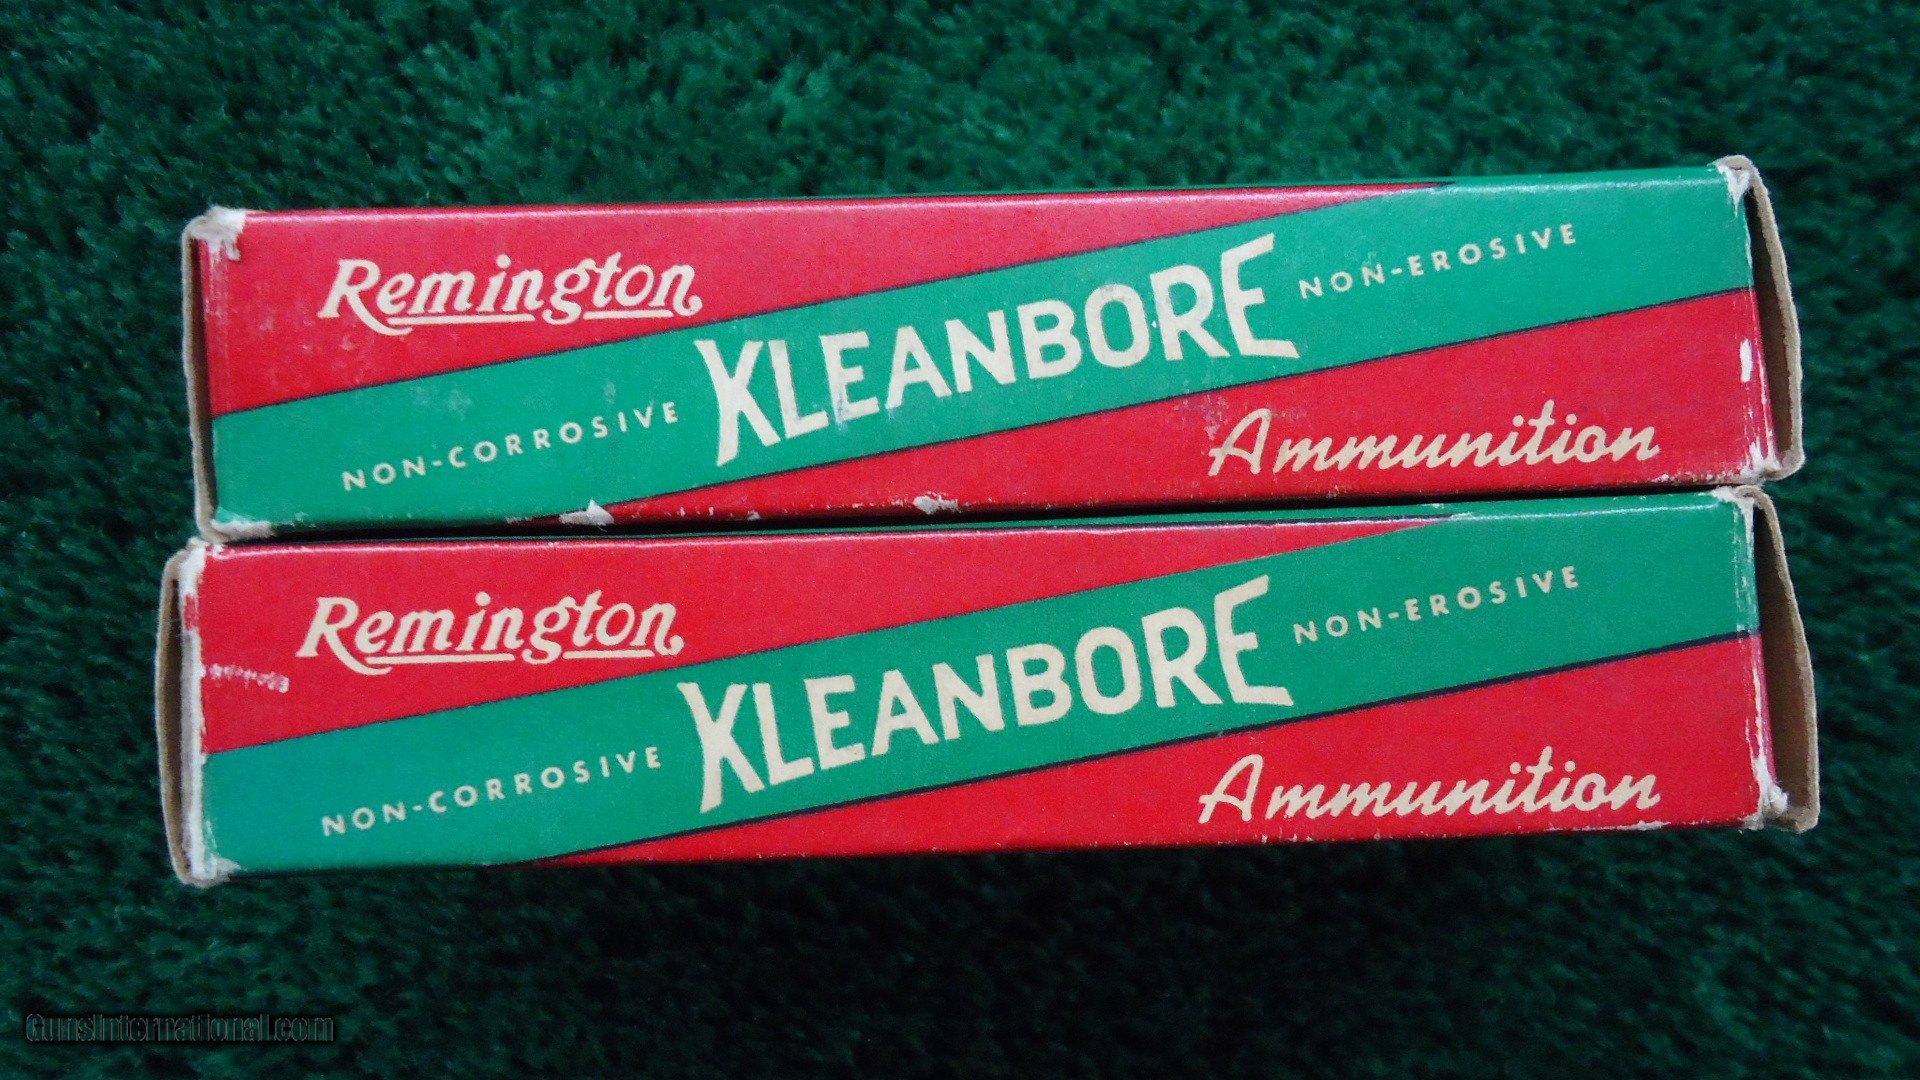 Remington
NON-CORROSIVE KLEANBORE NON-EROSIVE
Ammunition
Remington
NON-CORROSIVE KLEANBORE NON-EROSIVE
Ammunition
GunsInternational.com